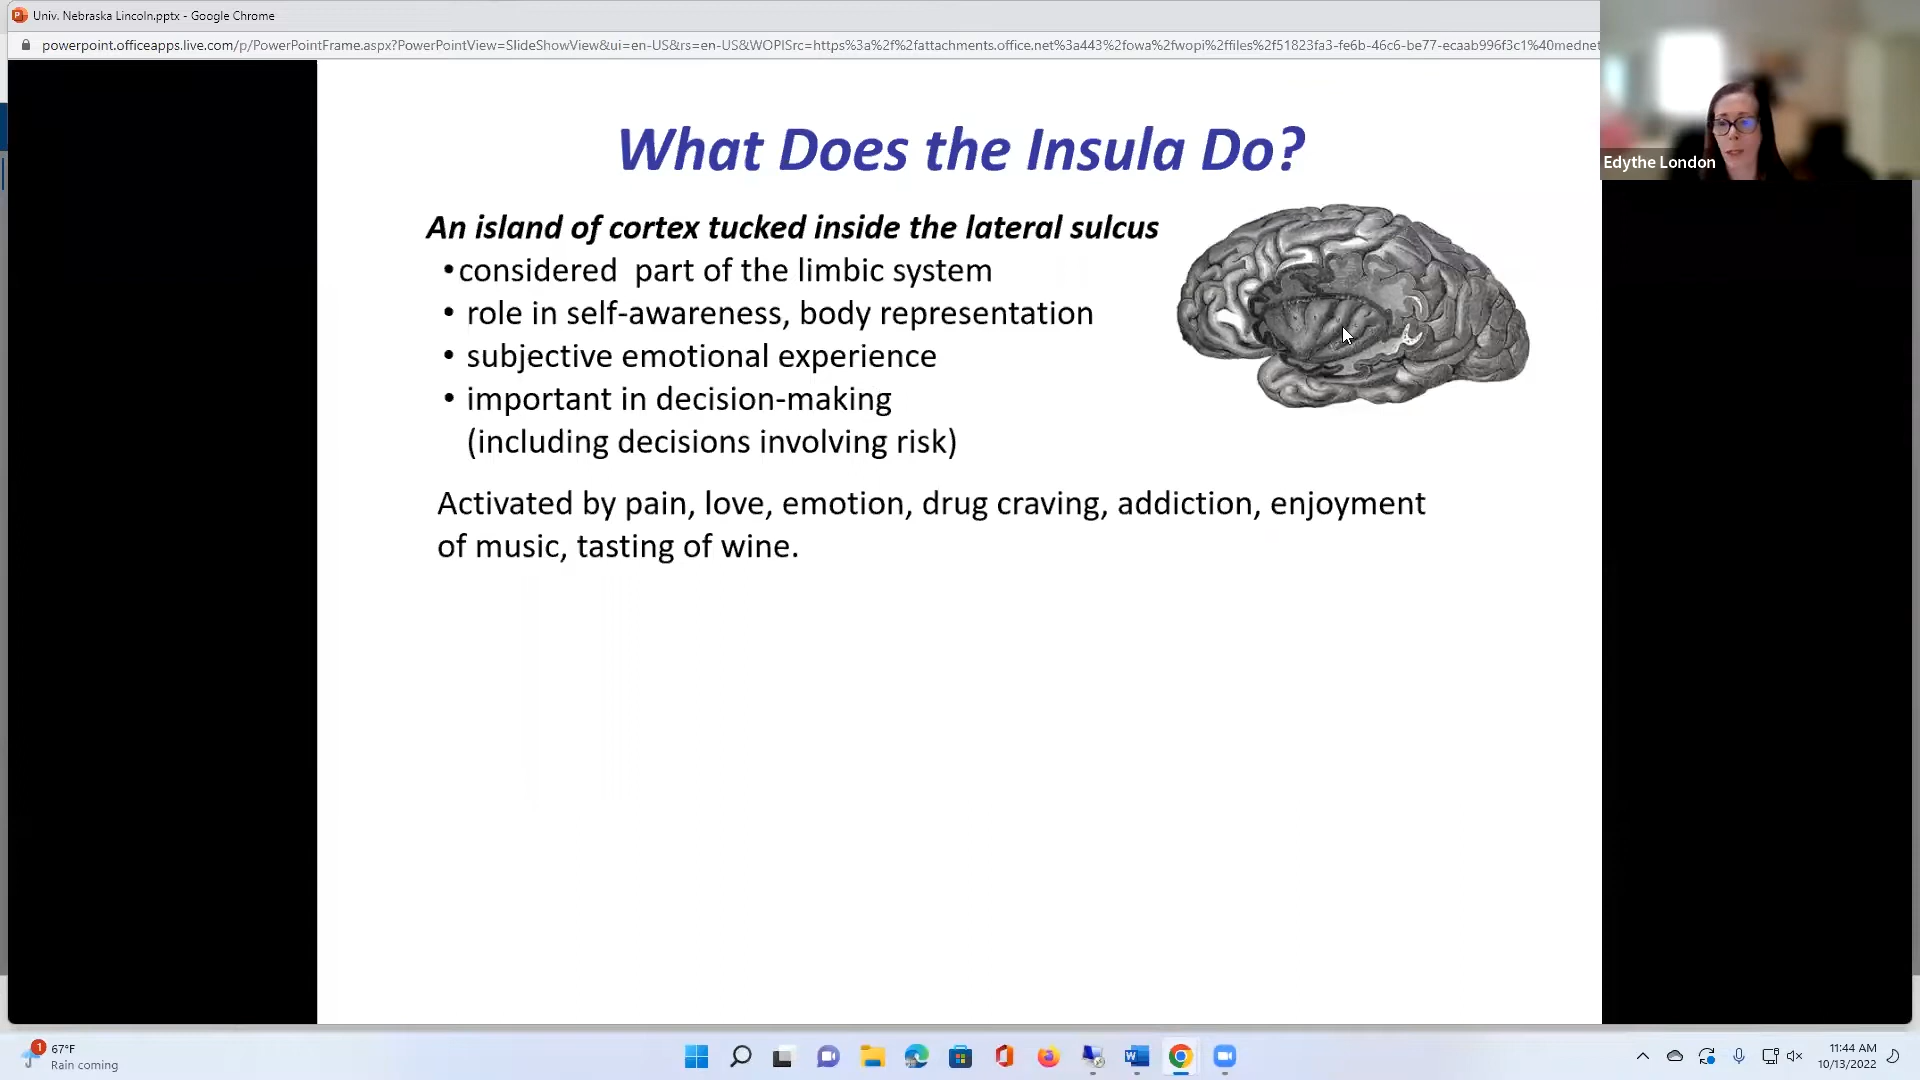 Univ. Nebraska Lincoln.pptx - Google Chrome
powerpoint.officeapps.live.com/p/PowerPointFrame.aspx?PowerPointView=SlideShowView&ui=en-US&rs=en-US&WOPISrc=https%3a%2f%2fattachments.office.net%3a443%2fowa%2fwopi%2ffiles%2f51823fa3-fe6b-46c6-be77-ecaab996f3c1%40mednet
Edythe London
What Does the Insula Do?
An island of cortex tucked inside the lateral sulcus
•considered  part of the limbic system
• role in self-awareness, body representation
• subjective emotional experience
• important in decision-making
(including decisions involving risk)
Activated by pain, love, emotion, drug craving, addiction, enjoyment
of music, tasting of wine.
1
67°F
Rain coming
11:44 AM
10/13/2022